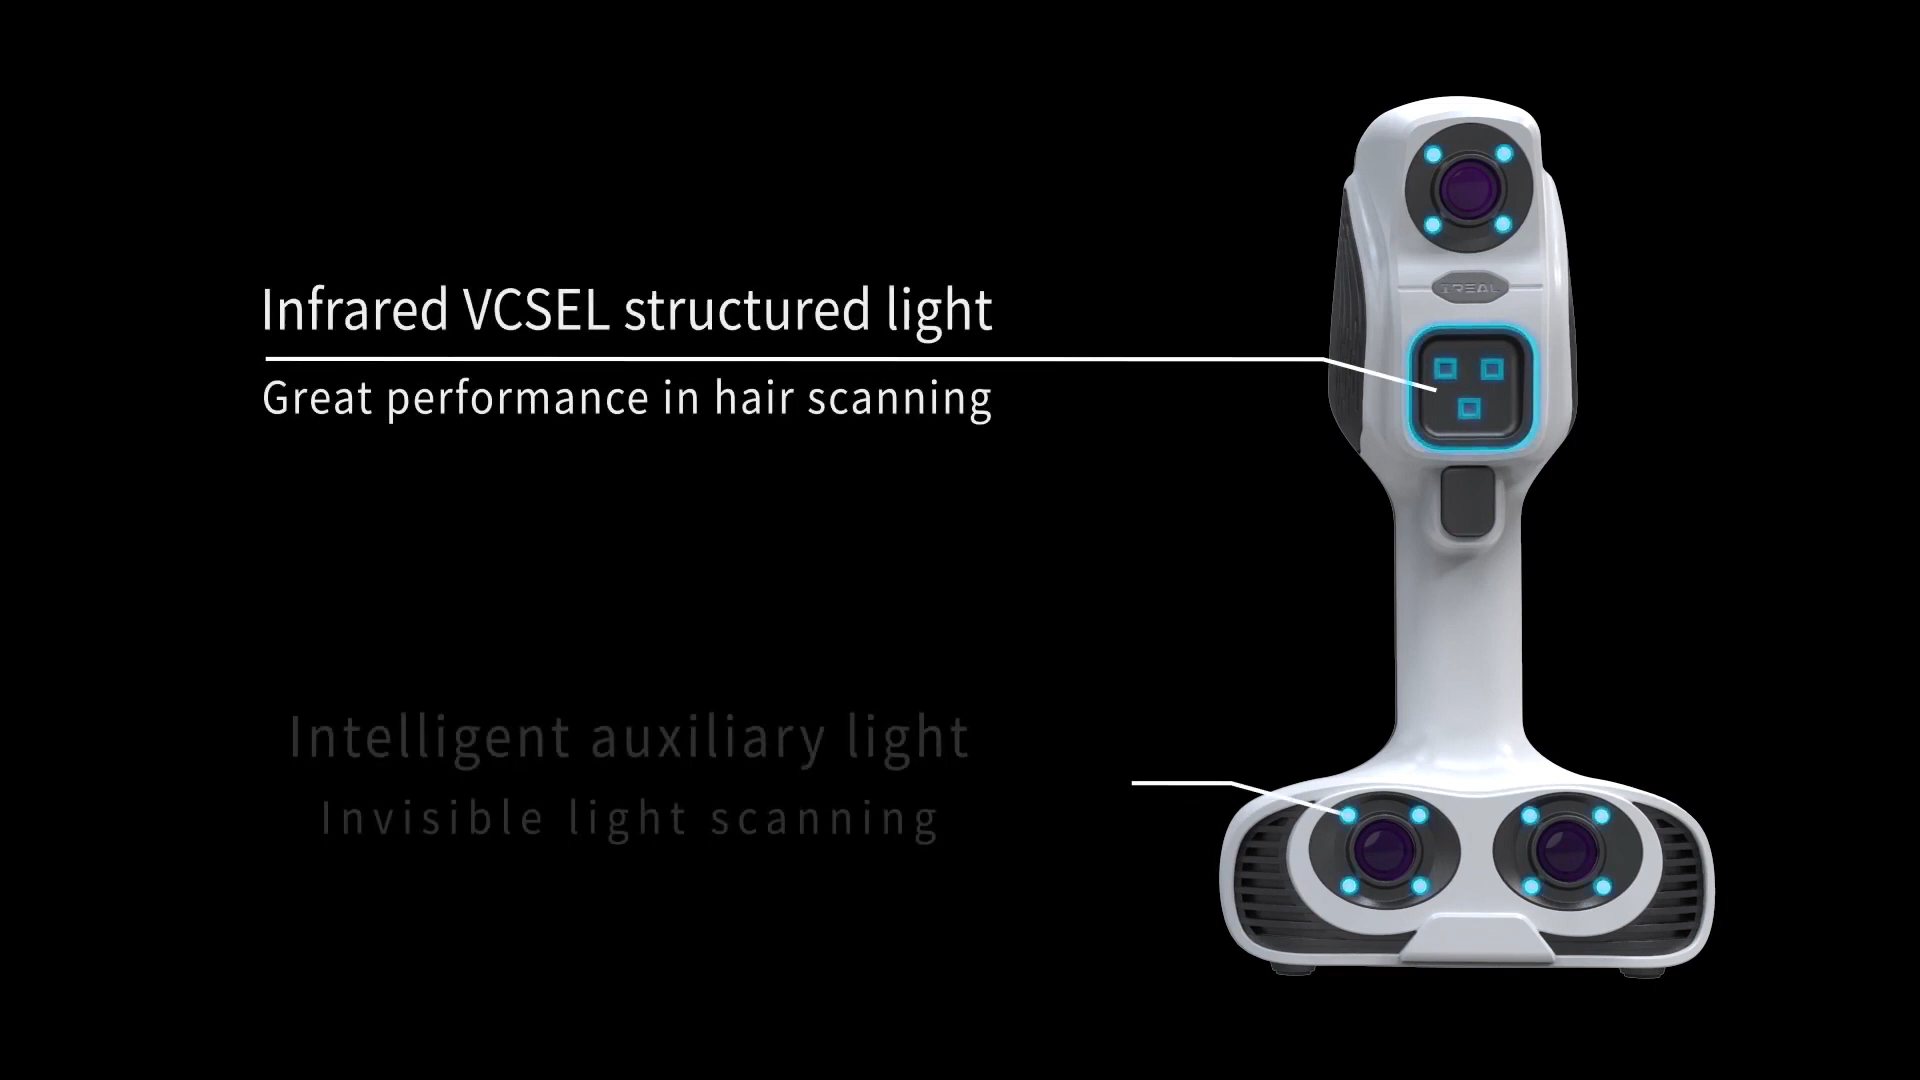 Infrared VCSEL structured light
Great performance in hair scanning
Intelligent auxiliary light
Invisible light scanning